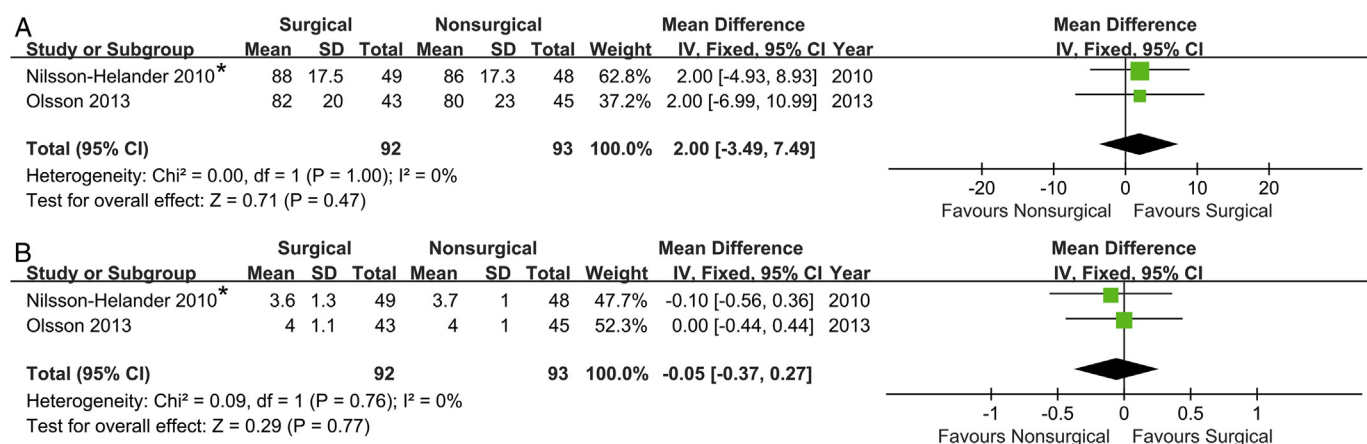 A Surgical Nonsurgical Mean Difference Mean Difference
Study or Subgroup Mean SD Total Mean SD Total Weight IV, Fixed, 95% CI Year IV, Fixed, 95% CI
Nilsson-Helander 2010* 88 17.5 49 86 17.3 48 62.8% 2.00 [-4.93, 8.93] 2010
Olsson 2013 82 20 43 80 23 45 37.2% 2.00 [-6.99, 10.99] 2013
Total (95% CI) 92 93 100.0% 2.00 [-3.49, 7.49]
Heterogeneity: Chi² = 0.00, df = 1 (P = 1.00); I² = 0%
Test for overall effect: Z = 0.71 (P = 0.47)
-20 -10 0 10 20
Favours Nonsurgical Favours Surgical
B Surgical Nonsurgical Mean Difference Mean Difference
Study or Subgroup Mean SD Total Mean SD Total Weight IV, Fixed, 95% CI Year IV, Fixed, 95% CI
Nilsson-Helander 2010* 3.6 1.3 49 3.7 1 48 47.7% -0.10 [-0.56, 0.36] 2010
Olsson 2013 4 1.1 43 4 1 45 52.3% 0.00 [-0.44, 0.44] 2013
Total (95% CI) 92 93 100.0% -0.05 [-0.37, 0.27]
Heterogeneity: Chi² = 0.09, df = 1 (P = 0.76); I² = 0%
Test for overall effect: Z = 0.29 (P = 0.77)
-1 -0.5 0 0.5 1
Favours Nonsurgical Favours Surgical